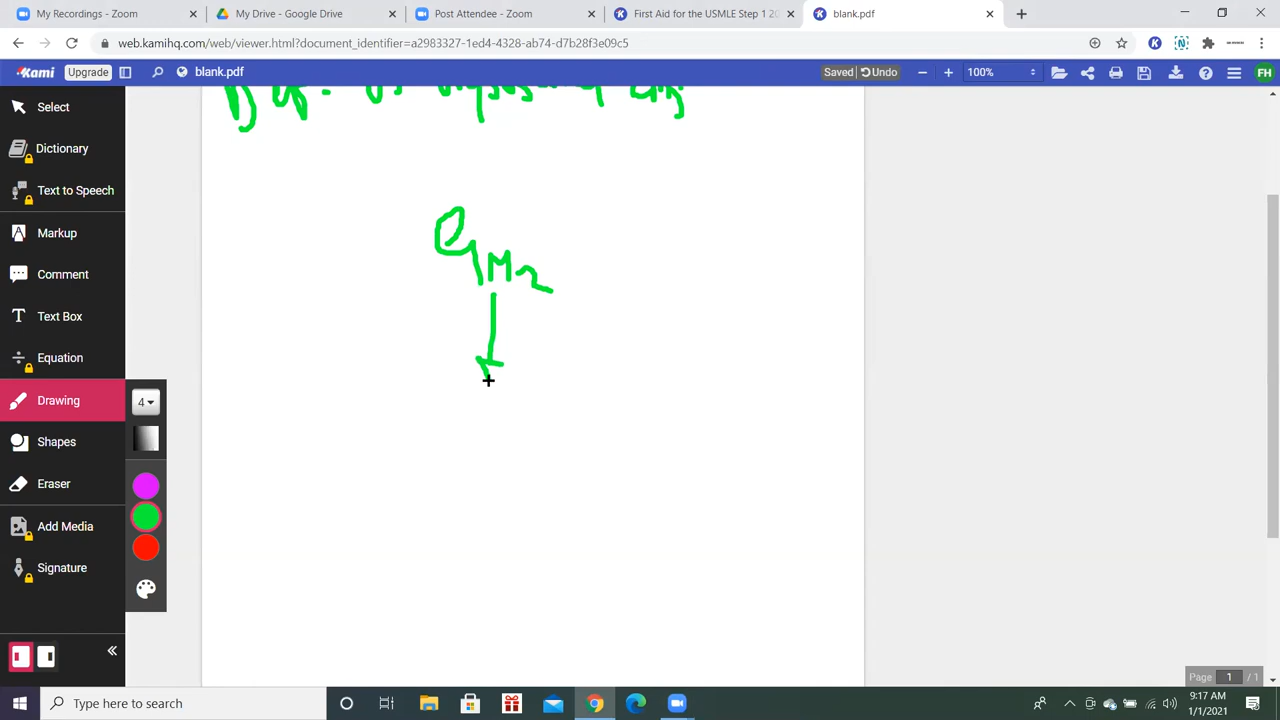 My Recordings - Zoom
My Drive - Google Drive
Post Attendee - Zoom
First Aid for the USMLE Step 1 20
blank.pdf
web.kamihq.com/web/viewer.html?document_identifier=a2983327-1ed4-4328-ab74-d7b28f3e09c5
Kami
Upgrade
blank.pdf
Saved Undo
100%
FH
Select
Dictionary
Text to Speech
Markup
Comment
Text Box
Equation
Drawing
4
Shapes
Eraser
Add Media
Signature
M2
Page 1 / 1
Type here to search
9:17 AM
1/1/2021